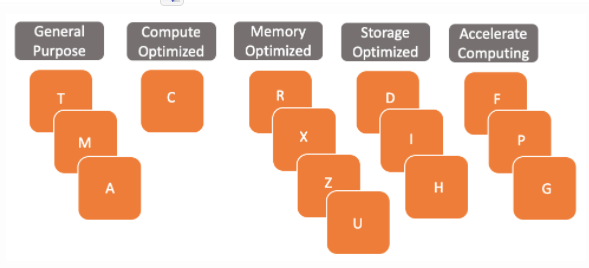 General
Purpose
Compute
Optimized
Memory
Optimized
Storage
Optimized
Accelerate
Computing
T
M
A
C
R
X
Z
U
D
I
H
F
P
G